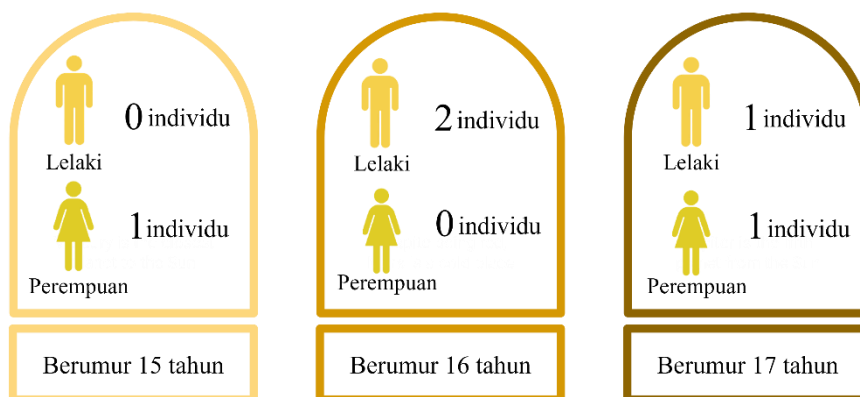 0 individu
Lelaki
1 individu
Perempuan
Berumur 15 tahun
2 individu
Lelaki
0 individu
Perempuan
Berumur 16 tahun
1 individu
Lelaki
1 individu
Perempuan
Berumur 17 tahun